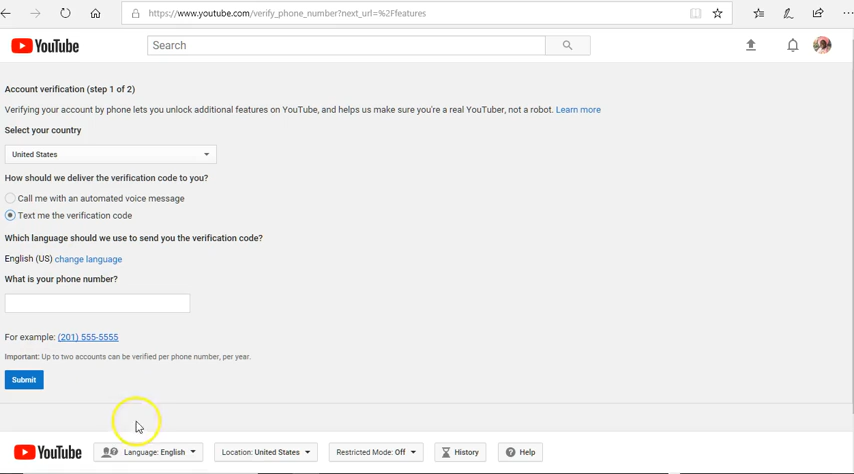 https://www.youtube.com/verify_phone_number?next_url=%2Ffeatures
YouTube
Search
Account verification (step 1 of 2)
Verifying your account by phone lets you unlock additional features on YouTube, and helps us make sure you're a real YouTuber, not a robot. Learn more
Select your country
United States
How should we deliver the verification code to you?
Call me with an automated voice message
Text me the verification code
Which language should we use to send you the verification code?
English (US) change language
What is your phone number?
For example: (201) 555-5555
Important: Up to two accounts can be verified per phone number, per year.
Submit
YouTube Language: English Location: United States Restricted Mode: Off History Help